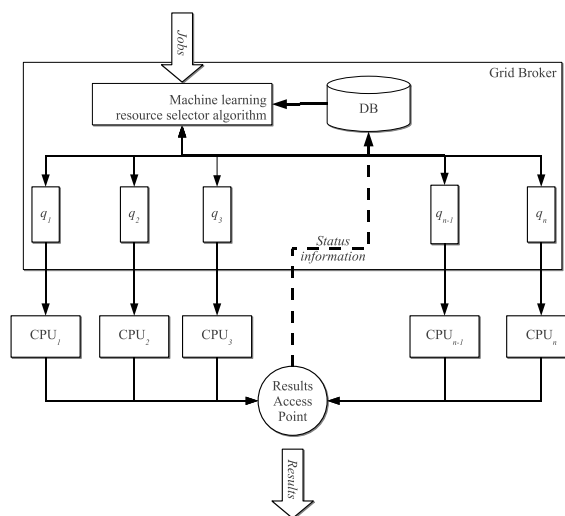 Jobs
Grid Broker
Machine learning
resource selector algorithm
DB
q1
q2
q3
qn-1
qn
Status
information
CPU1
CPU2
CPU3
CPUn-1
CPUn
Results
Access
Point
Results